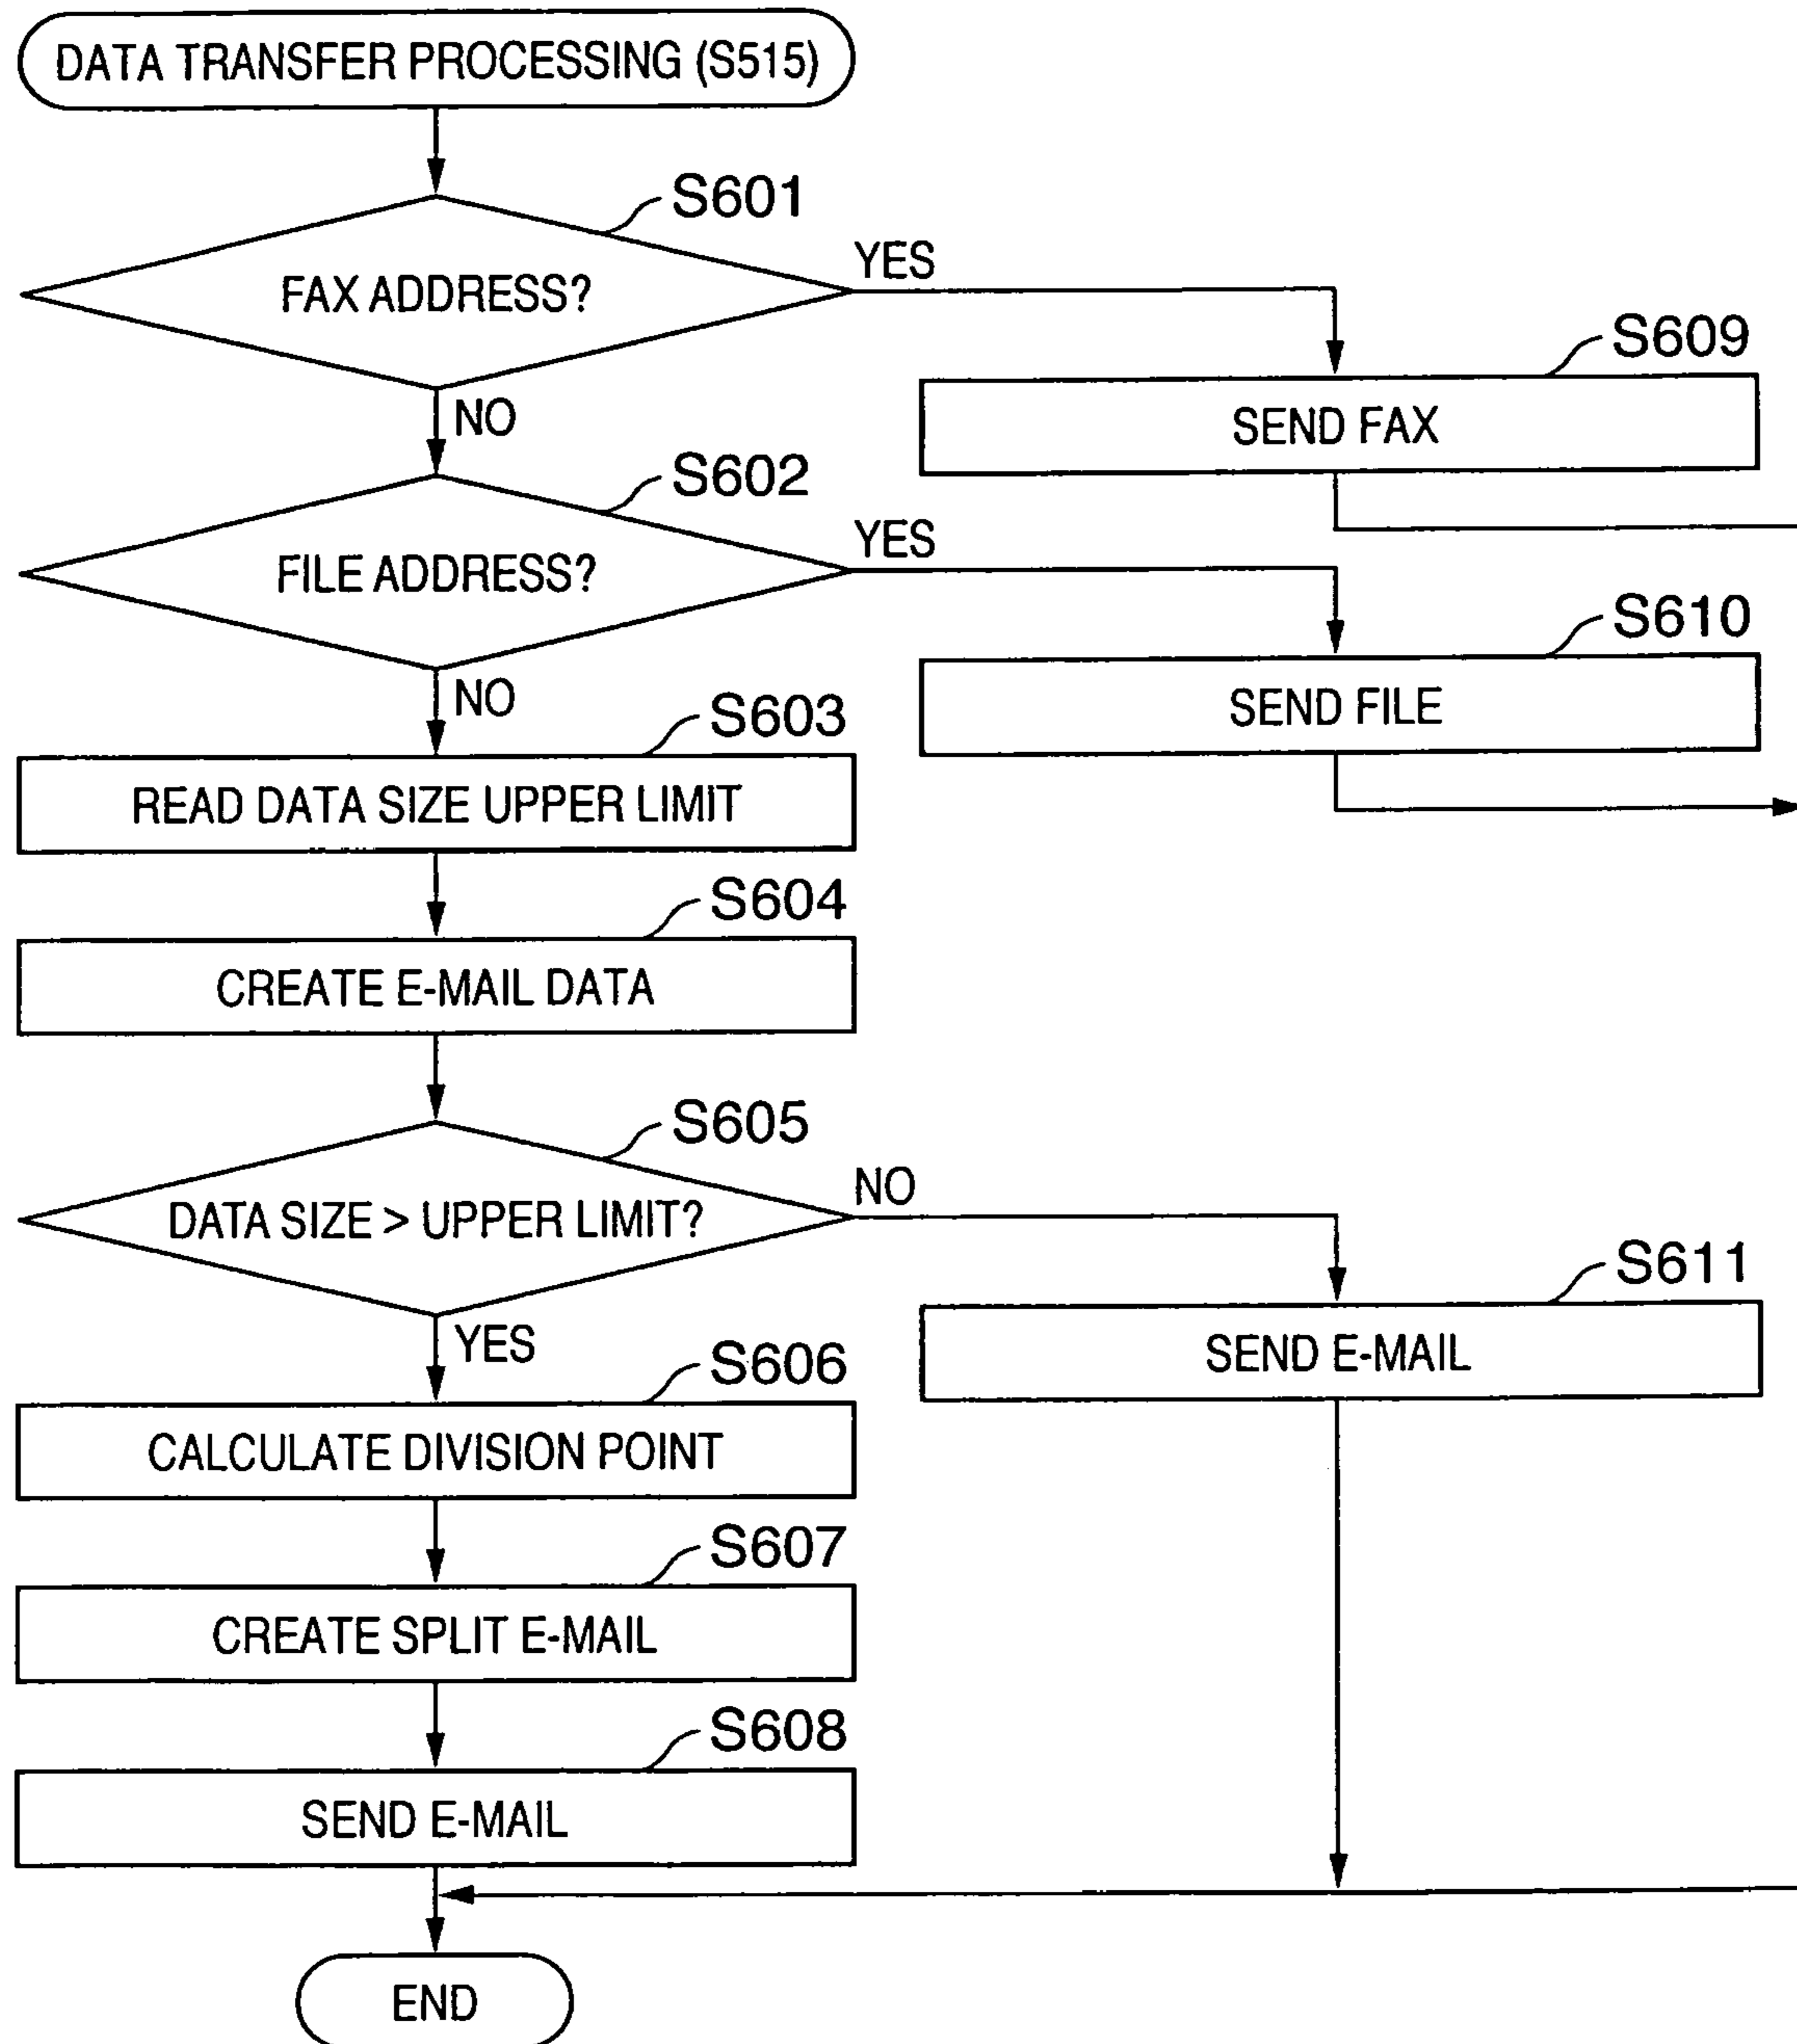 DATA TRANSFER PROCESSING (S515)
S601
FAX ADDRESS?
YES
NO
S609
SEND FAX
S602
FILE ADDRESS?
YES
NO
S610
SEND FILE
S603
READ DATA SIZE UPPER LIMIT
S604
CREATE E-MAIL DATA
S605
DATA SIZE > UPPER LIMIT?
NO
YES
S611
SEND E-MAIL
S606
CALCULATE DIVISION POINT
S607
CREATE SPLIT E-MAIL
S608
SEND E-MAIL
END